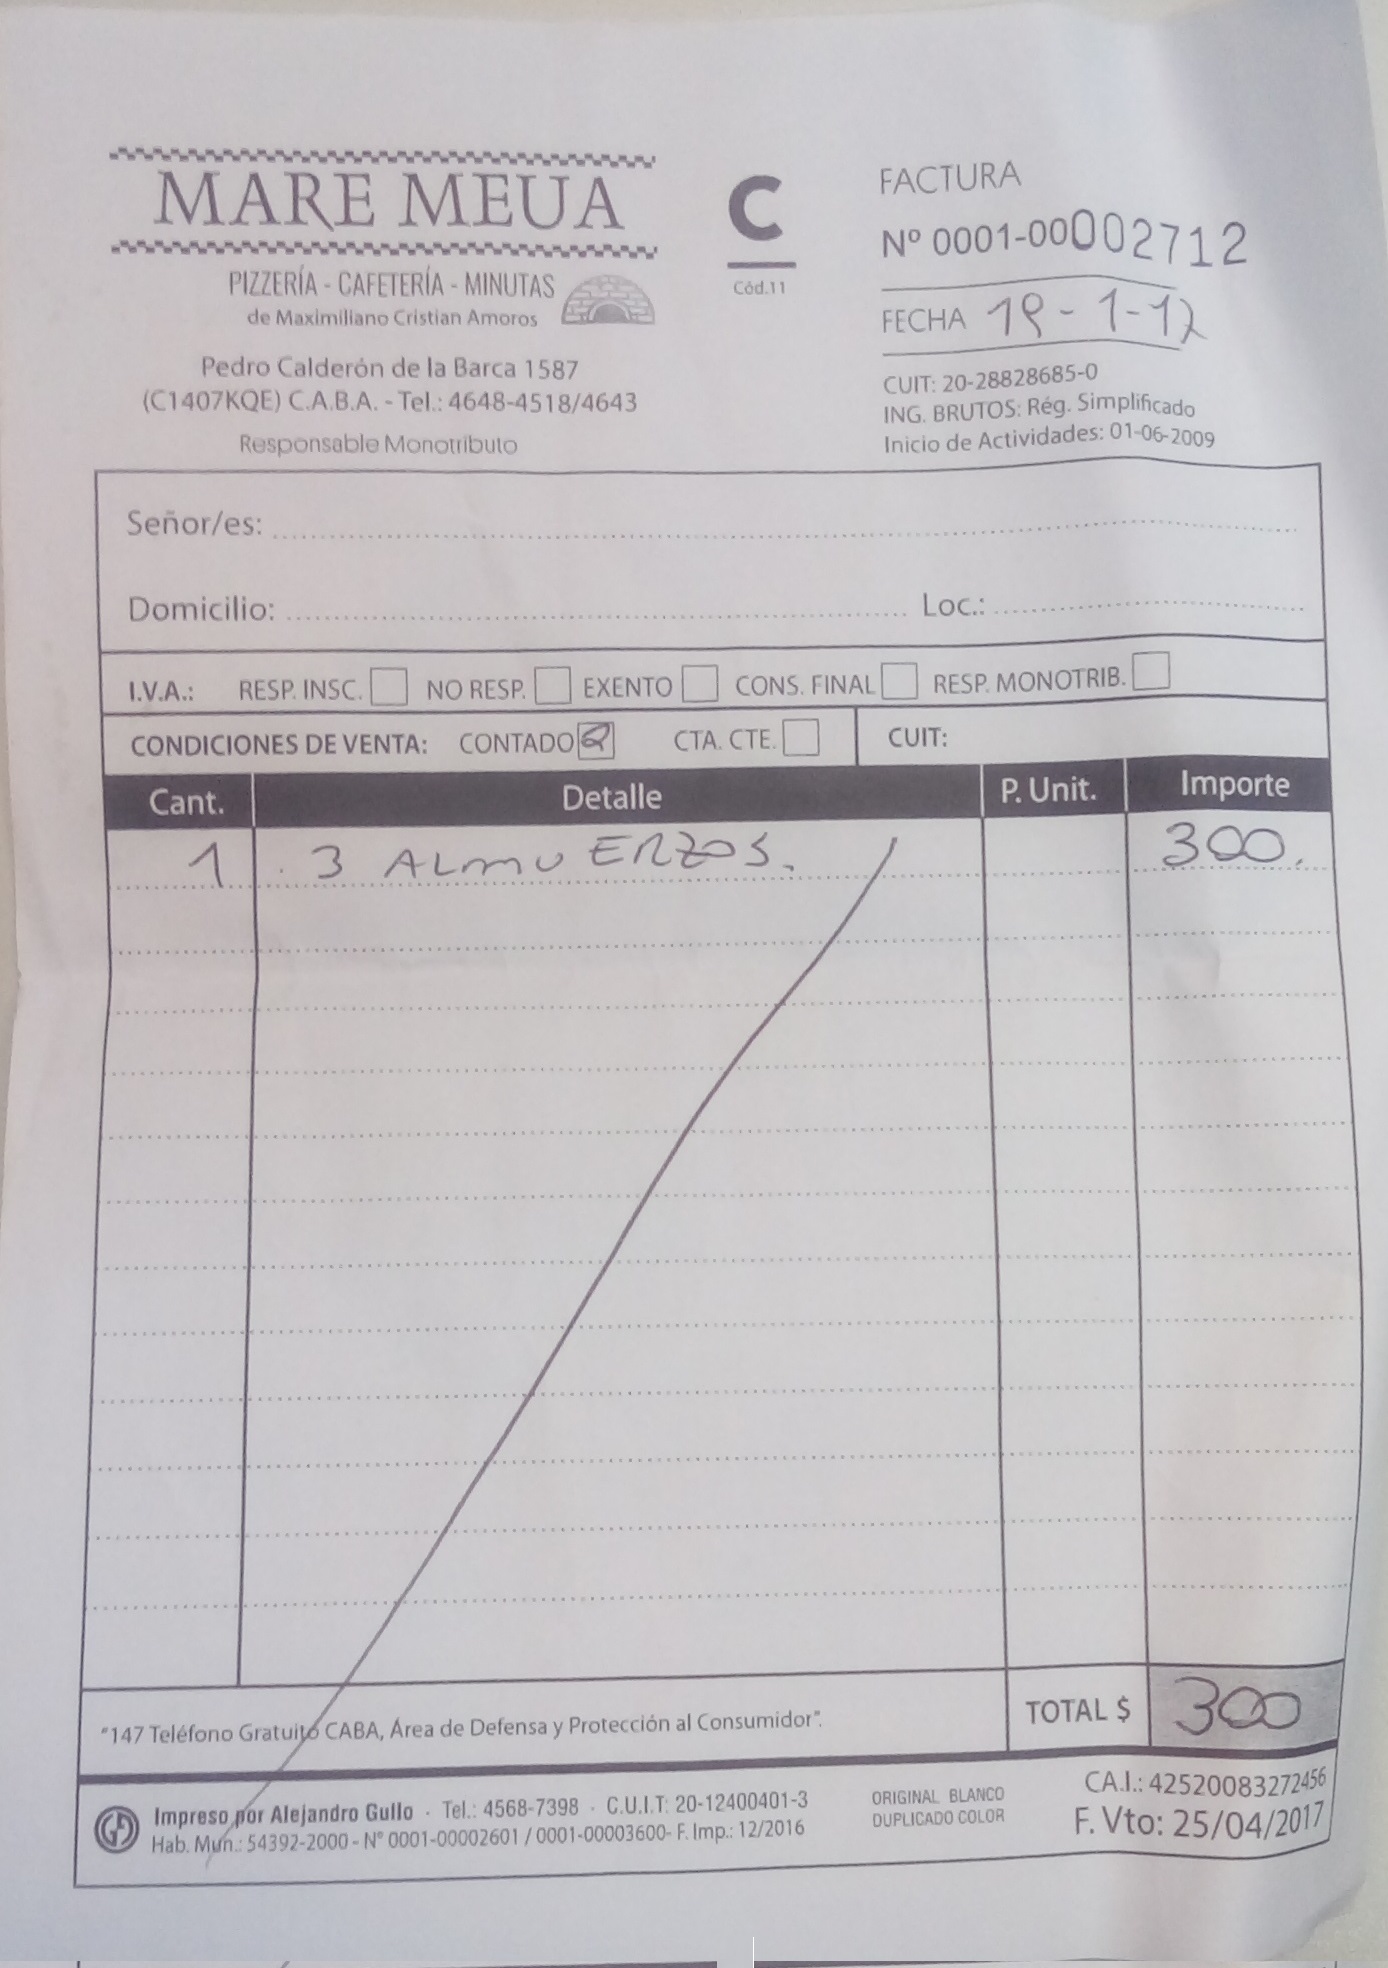 MARE MEUA
PIZZERÍA - CAFETERÍA - MINUTAS
de Maximiliano Cristian Amoros
Pedro Calderón de la Barca 1587
(C1407KQE) C.A.B.A. - Tel.: 4648-4518/4643
Responsable Monotributo
C
Cód.11
FACTURA
Nº 0001-00002712
FECHA 19-1-17
CUIT: 20-28828685-0
ING. BRUTOS: Rég. Simplificado
Inicio de Actividades: 01-06-2009
Señor/es:
Domicilio: Loc.:
I.V.A.: RESP. INSC. NO RESP. EXENTO CONS. FINAL RESP. MONOTRIB.
CONDICIONES DE VENTA: CONTADO CTA. CTE. CUIT:
Cant. Detalle P. Unit. Importe
1 3 ALMUERZOS. 300.
"147 Teléfono Gratuito CABA, Área de Defensa y Protección al Consumidor". TOTAL $ 300
Impreso por Alejandro Gullo · Tel.: 4568-7398 · C.U.I.T: 20-12400401-3
Hab. Mun.: 54392-2000 - N° 0001-00002601 / 0001-00003600- F. Imp.: 12/2016
ORIGINAL BLANCO
DUPLICADO COLOR
CA.I.: 42520083272456
F. Vto: 25/04/2017